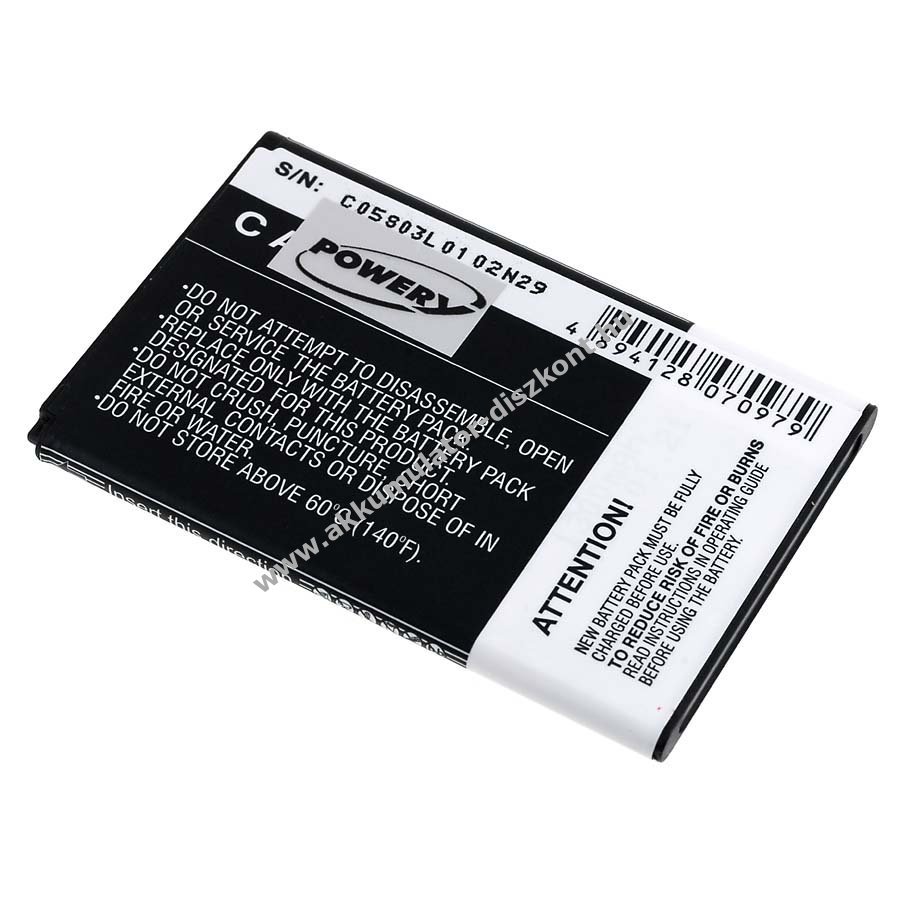 S/N: C05803L0102N29
CA
POWERY
4 894128 070979
•DO NOT ATTEMPT TO DISASSEMBLE, OPEN
OR SERVICE THE BATTERY PACK
•REPLACE ONLY WITH THE BATTERY PACK
DESIGNATED FOR THIS PRODUCT.
•DO NOT CRUSH, PUNCTURE, SHORT
EXTERNAL CONTACTS OR DISPOSE OF IN
FIRE OR WATER.
•DO NOT STORE ABOVE 60°C(140°F)
Insert this direction
ATTENTION!
NEW BATTERY PACK MUST BE FULLY
CHARGED BEFORE USE.
TO REDUCE RISK OF FIRE OR BURNS
READ INSTRUCTIONS IN OPERATING GUIDE
BEFORE USING THE BATTERY.
www.akkumulator-diszkont.hu